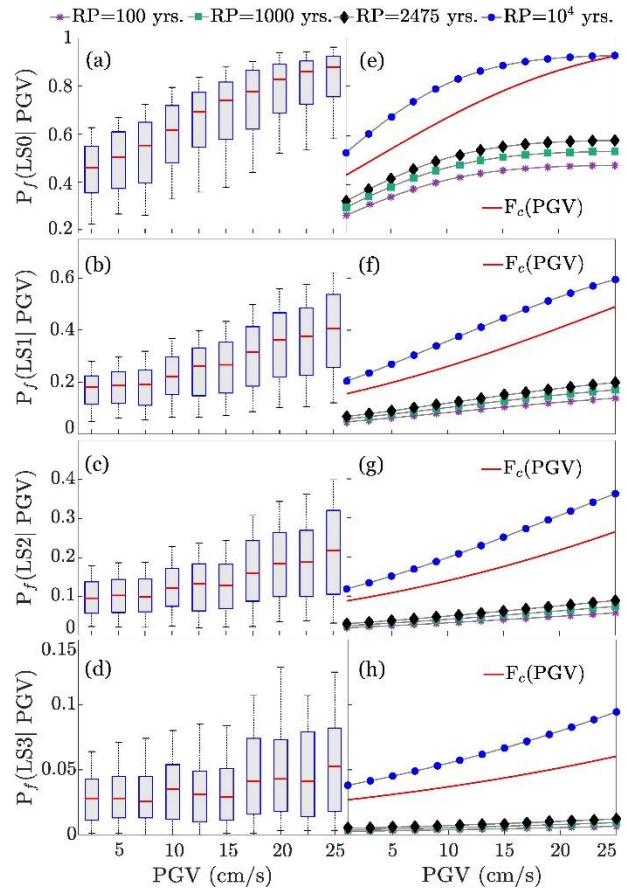 RP=100 yrs. RP=1000 yrs. RP=2475 yrs. RP=10⁴ yrs.
1
0.8
0.6
0.4
0.2
P_f(LS0| PGV)
(a)
(e)
F_c(PGV)
0.6
0.4
0.2
0
P_f(LS1| PGV)
(b)
(f)
F_c(PGV)
0.4
0.3
0.2
0.1
0
P_f(LS2| PGV)
(c)
(g)
F_c(PGV)
0.15
0.1
0.05
0
P_f(LS3| PGV)
(d)
(h)
F_c(PGV)
5 10 15 20 25 5 10 15 20 25
PGV (cm/s) PGV (cm/s)